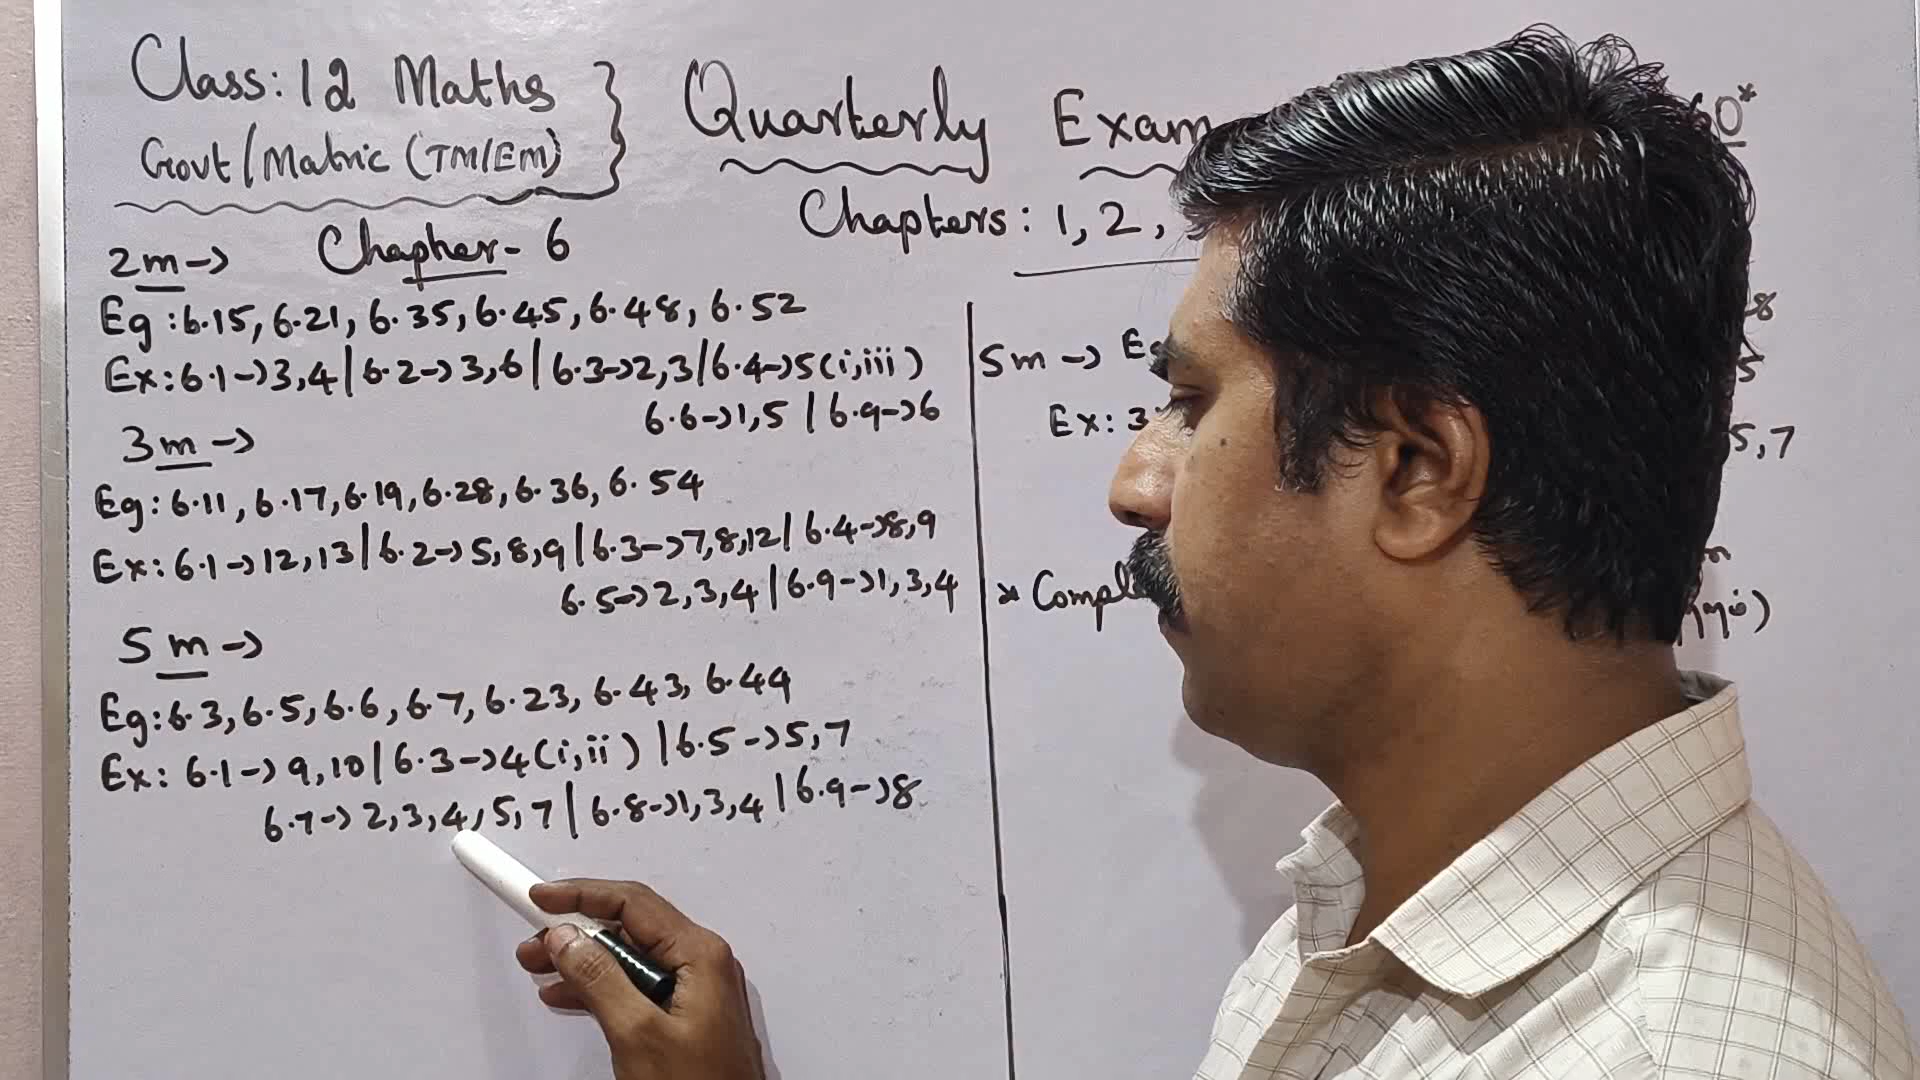 Class: 12 Maths
Govt/Matric (TM/EM)
Quarterly Exam
60*
Chapters: 1, 2,
Chapter - 6
2m →
Eg : 6.15, 6.21, 6.35, 6.45, 6.48, 6.52
Ex: 6.1 → 3,4 | 6.2 → 3,6 | 6.3 → 2,3 | 6.4 → 5(i,iii)
6.6 → 1,5 | 6.9 → 6
3m →
Eg: 6.11, 6.17, 6.19, 6.28, 6.36, 6.54
Ex: 6.1 → 12, 13 | 6.2 → 5, 8, 9 | 6.3 → 7,8,12 | 6.4 → 8,9
6.5 → 2,3,4 | 6.9 → 1,3,4
5m →
Eg: 6.3, 6.5, 6.6, 6.7, 6.23, 6.43, 6.44
Ex: 6.1 → 9,10 | 6.3 → 4(i,ii) | 6.5 → 5,7
6.7 → 2,3,4,5,7 | 6.8 → 1,3,4 | 6.9 → 8
8
5m →
5
Ex: 3
5,7
*